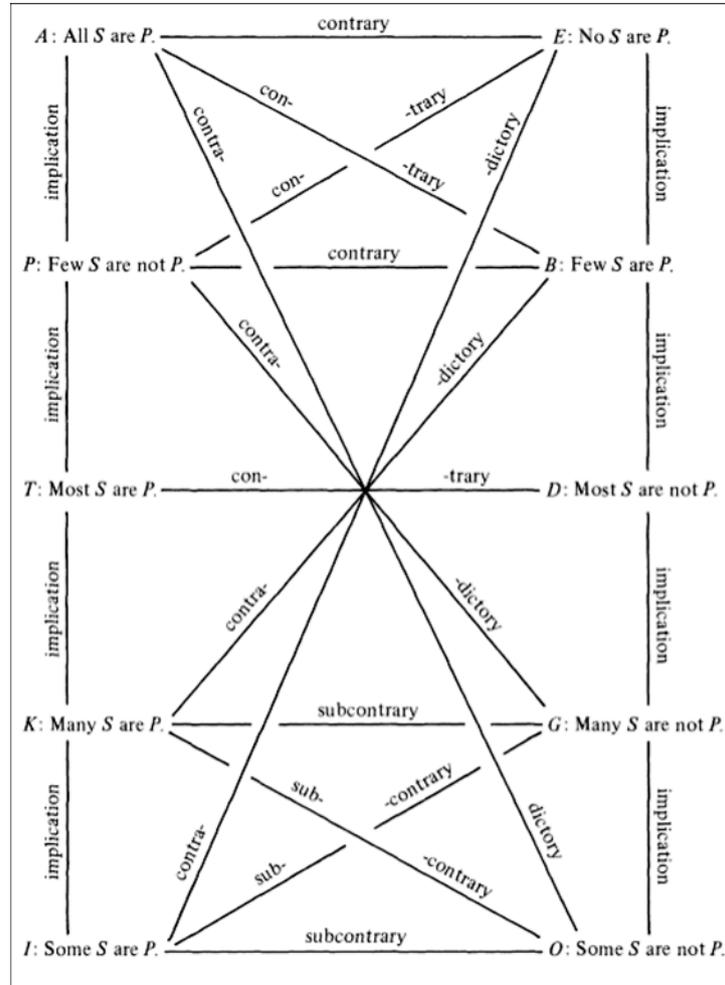 contrary
A: All S are P.
E: No S are P.
con-
-trary
contra-
-dictory
implication
implication
con-
-trary
contrary
P: Few S are not P.
B: Few S are P.
contra-
-dictory
implication
implication
con-
-trary
T: Most S are P.
D: Most S are not P.
contra-
-dictory
implication
implication
subcontrary
K: Many S are P.
G: Many S are not P.
sub-
-contrary
implication
implication
contra-
dictory
sub-
-contrary
subcontrary
I: Some S are P.
O: Some S are not P.